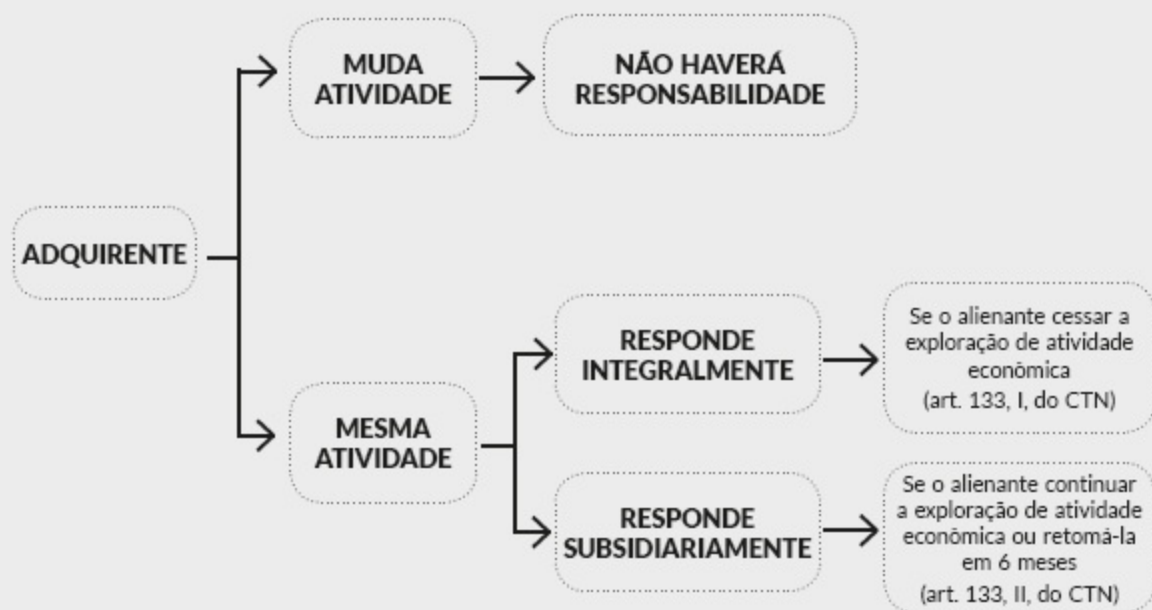 MUDA
ATIVIDADE
NÃO HAVERÁ
RESPONSABILIDADE
ADQUIRENTE
MESMA
ATIVIDADE
RESPONDE
INTEGRALMENTE
Se o alienante cessar a
exploração de atividade
econômica
(art. 133, I, do CTN)
RESPONDE
SUBSIDIARIAMENTE
Se o alienante continuar
a exploração de atividade
econômica ou retomá-la
em 6 meses
(art. 133, II, do CTN)